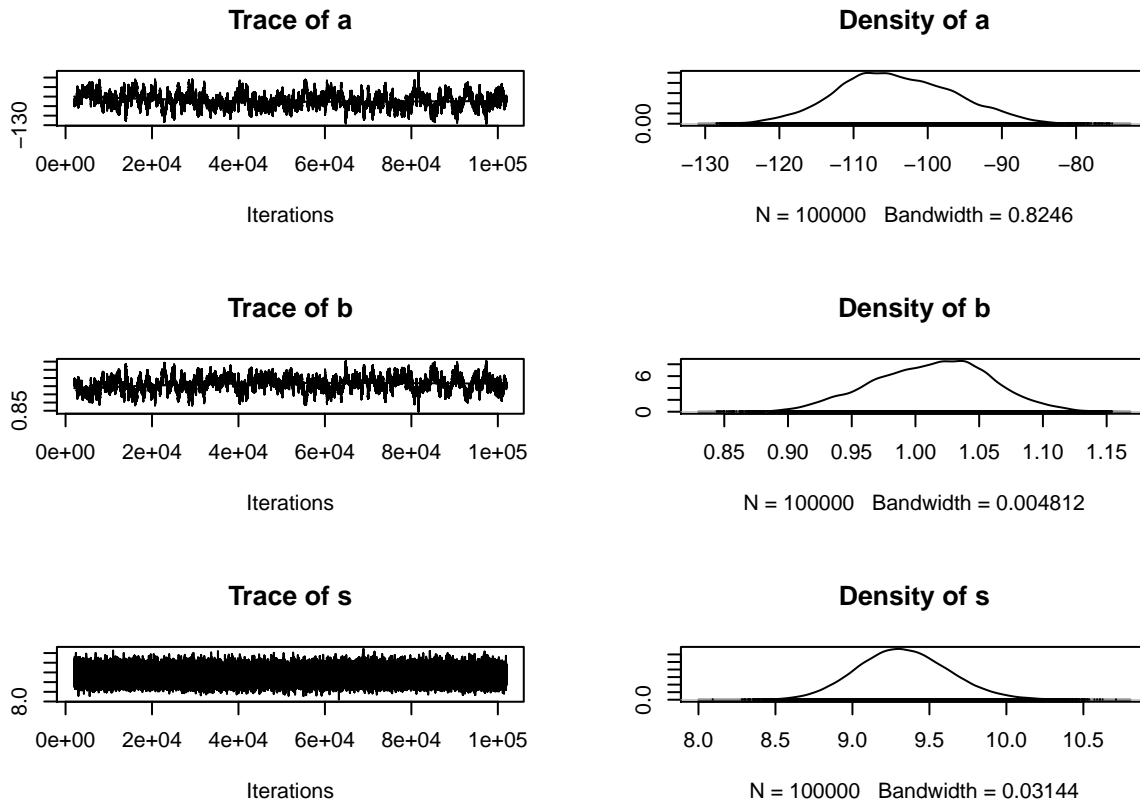 Trace of a
−130
0e+00 2e+04 4e+04 6e+04 8e+04 1e+05
Iterations
Density of a
0.00
−130 −120 −110 −100 −90 −80
N = 100000 Bandwidth = 0.8246
Trace of b
0.85
0e+00 2e+04 4e+04 6e+04 8e+04 1e+05
Iterations
Density of b
0 6
0.85 0.90 0.95 1.00 1.05 1.10 1.15
N = 100000 Bandwidth = 0.004812
Trace of s
8.0
0e+00 2e+04 4e+04 6e+04 8e+04 1e+05
Iterations
Density of s
0.0
8.0 8.5 9.0 9.5 10.0 10.5
N = 100000 Bandwidth = 0.03144